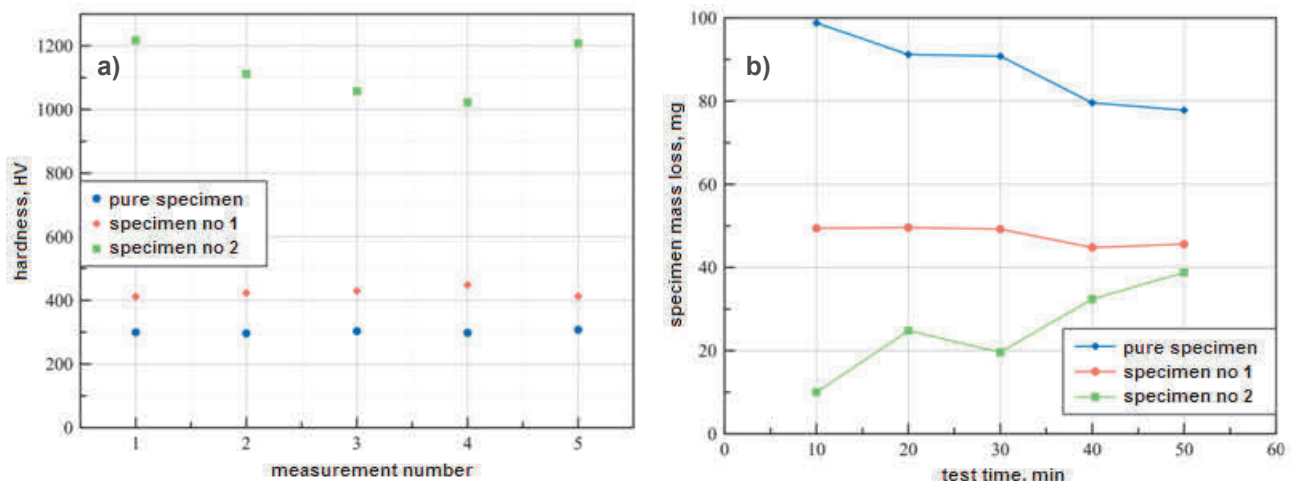 a)
hardness, HV
1200
1000
800
600
400
200
0
pure specimen
specimen no 1
specimen no 2
1 2 3 4 5
measurement number
b)
specimen mass loss, mg
100
80
60
40
20
0
pure specimen
specimen no 1
specimen no 2
0 10 20 30 40 50 60
test time, min